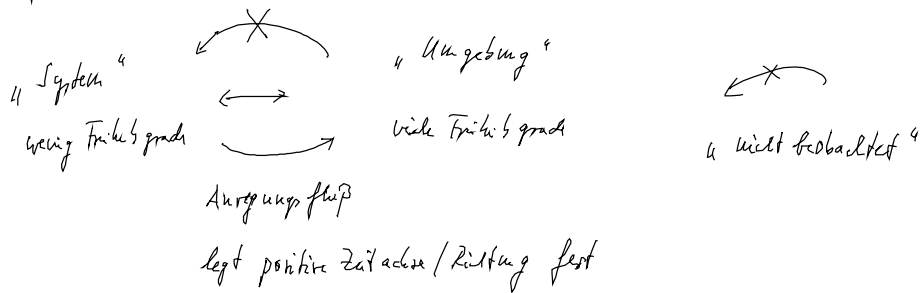 „ System “
„ Umgebung “
wenig Freiheitsgrade
viele Freiheitsgrade
„ nicht beobachtet “
Anregungsfluß
legt positive Zeitachse / Richtung fest